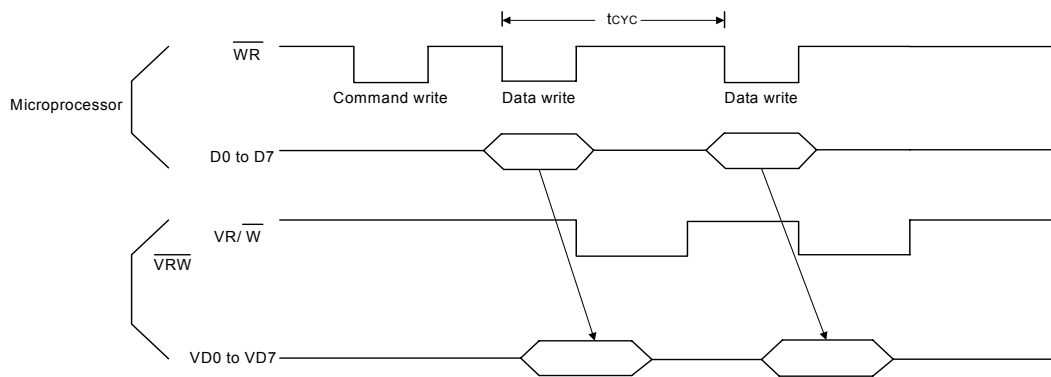 tCYC
WR
Command write
Data write
Data write
Microprocessor
D0 to D7
VR/ W
VRW
VD0 to VD7